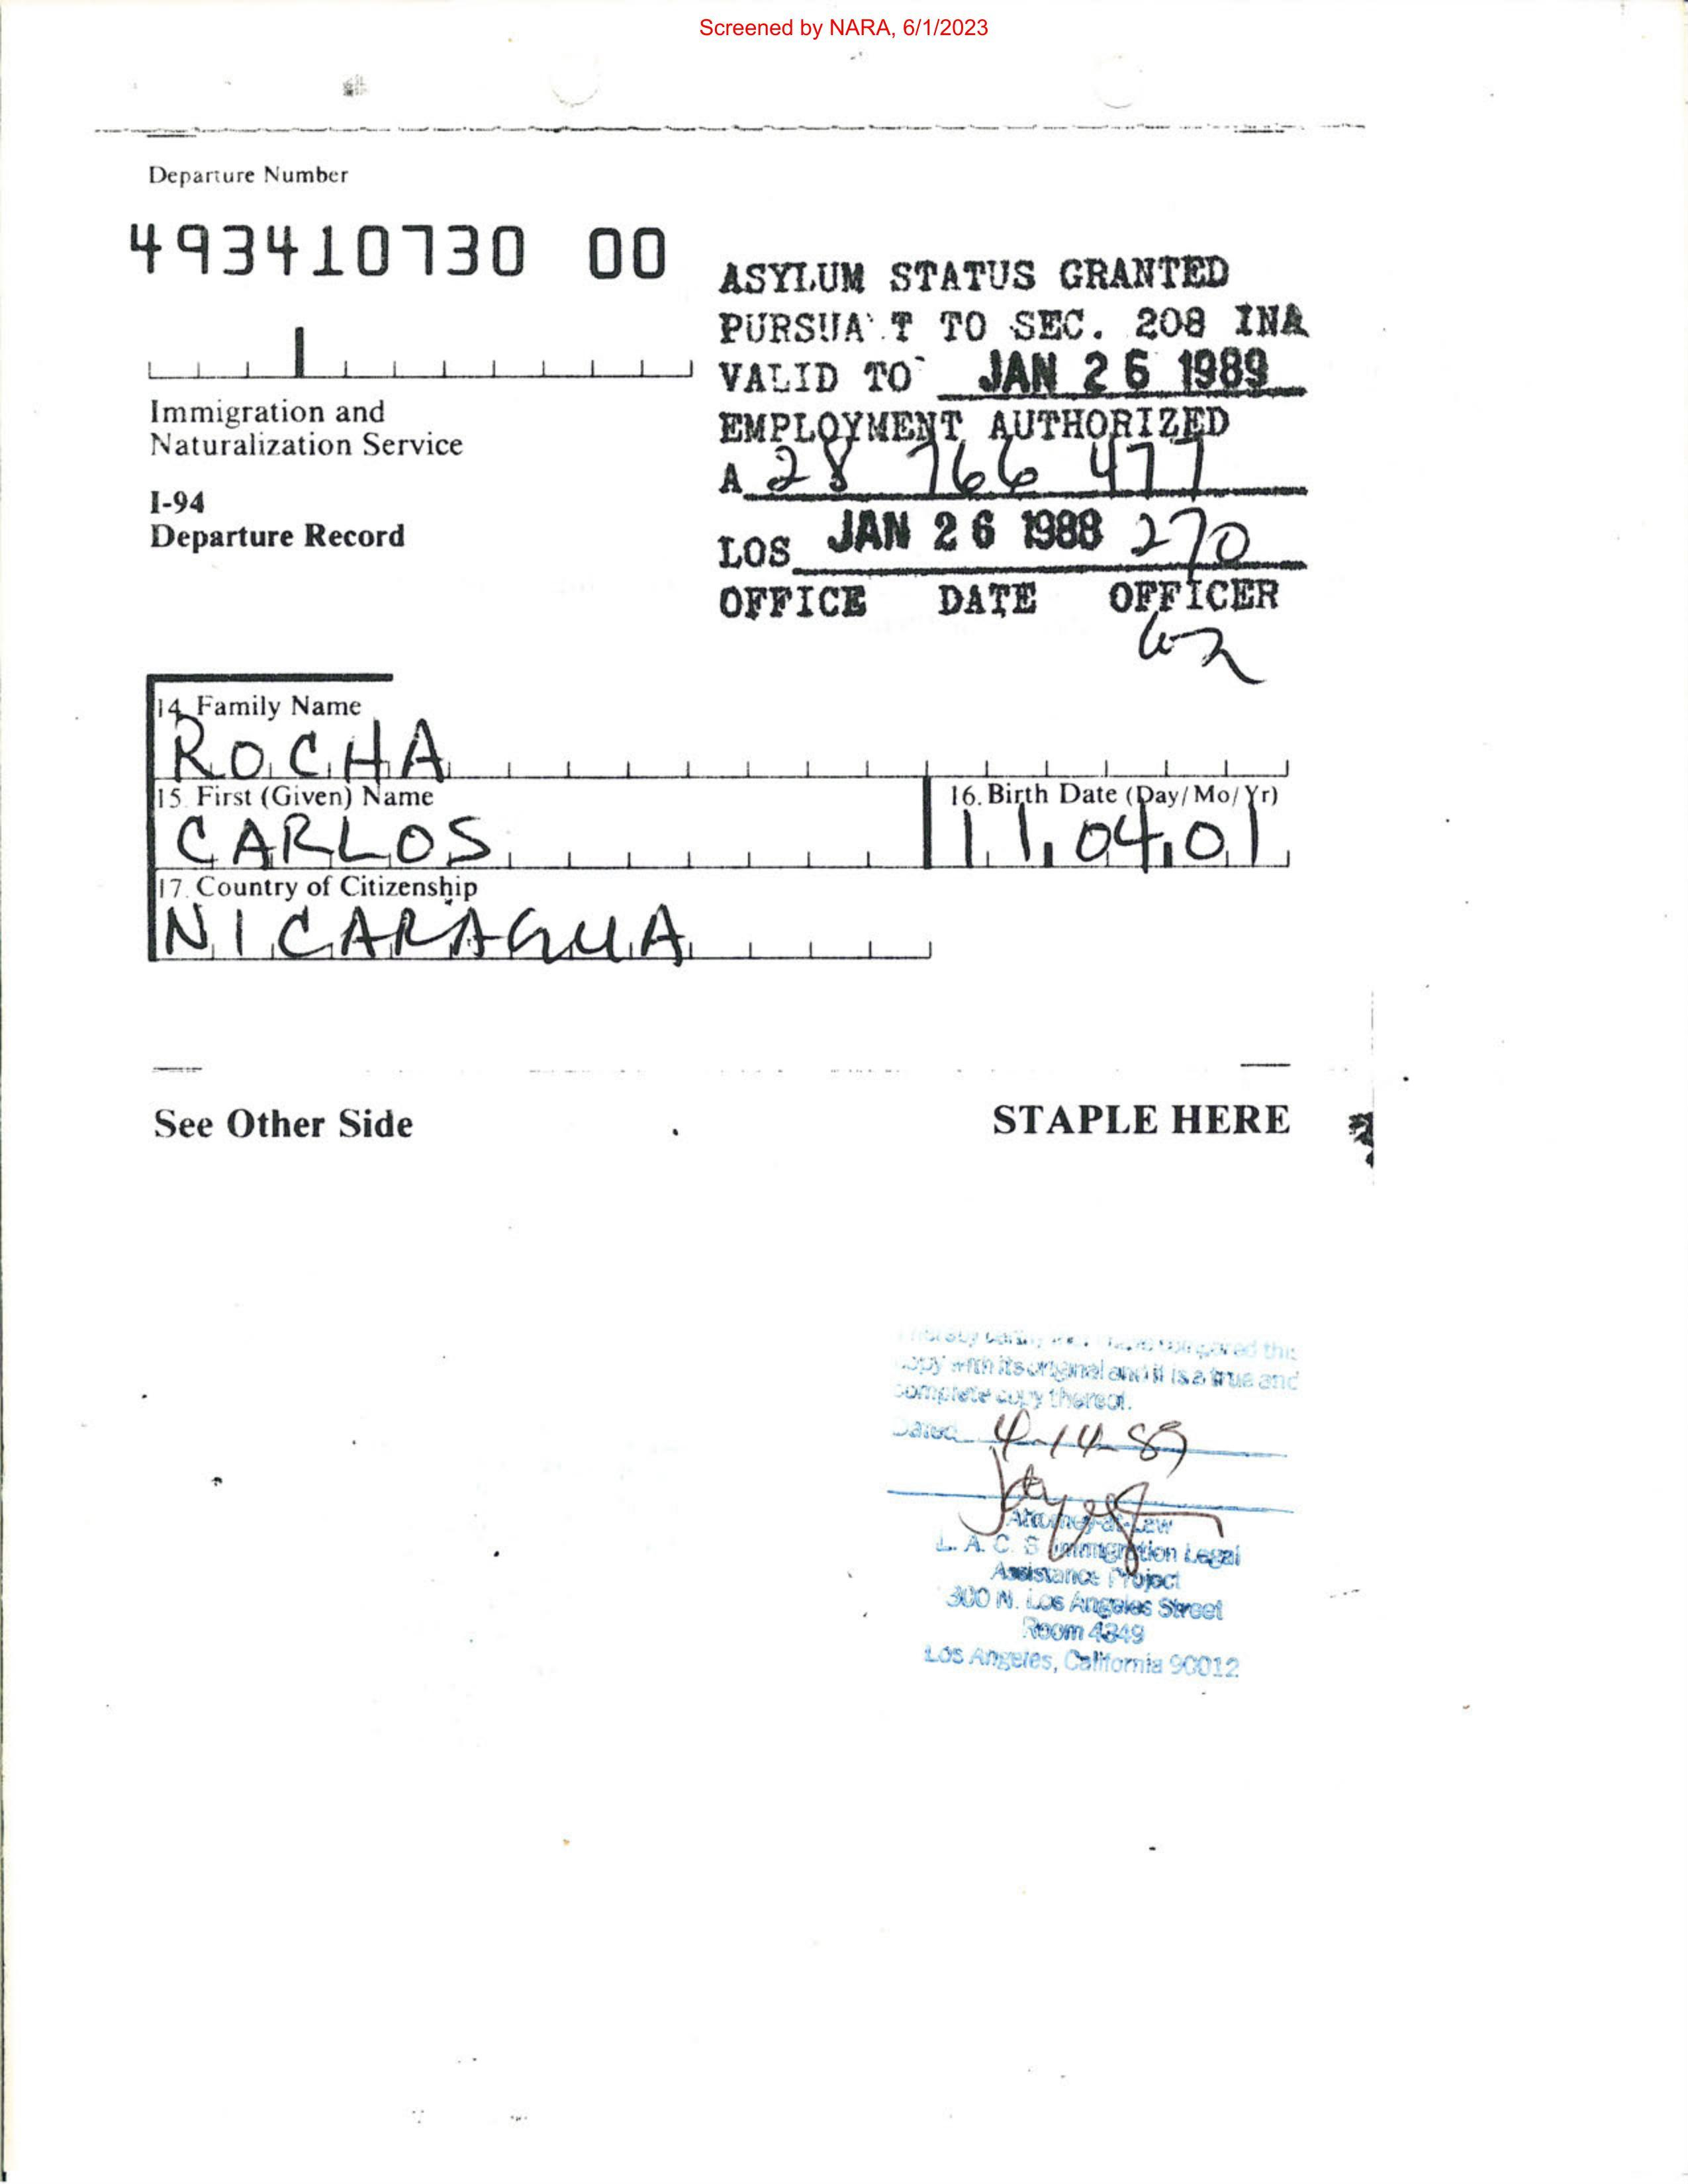 Screened by NARA, 6/1/2023
Departure Number
493410730 00
ASYLUM STATUS GRANTED
PURSUA T TO SEC. 208 INA
VALID TO JAN 26 1989
EMPLOYMENT AUTHORIZED
A 28 766 477
LOS JAN 26 1988 270
OFFICE DATE OFFICER
Immigration and
Naturalization Service
I-94
Departure Record
14. Family Name
ROCHA
15. First (Given) Name
CARLOS
16. Birth Date (Day/Mo/Yr)
11 04 01
17. Country of Citizenship
NICARAGUA
See Other Side
STAPLE HERE
I hereby certify that I have compared this
copy with its original and it is a true and
complete copy thereof.
Dated 4-14-89
Attorney-at-Law
L. A. C. S Immigration Legal
Assistance Project
300 N. Los Angeles Street
Room 4349
Los Angeles, California 90012